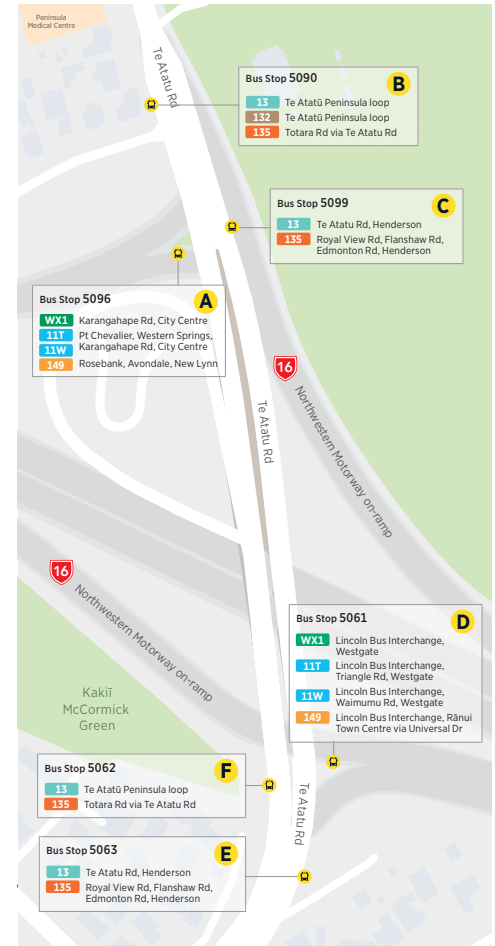 Peninsula
Medical Centre
Te Atatu Rd
Bus Stop 5090
B
13 Te Atatū Peninsula loop
132 Te Atatū Peninsula loop
135 Totara Rd via Te Atatu Rd
Bus Stop 5099
C
13 Te Atatu Rd, Henderson
135 Royal View Rd, Flanshaw Rd,
Edmonton Rd, Henderson
Bus Stop 5096
A
WX1 Karangahape Rd, City Centre
11T Pt Chevalier, Western Springs,
11W Karangahape Rd, City Centre
149 Rosebank, Avondale, New Lynn
16
Northwestern Motorway on-ramp
Te Atatu Rd
16
Northwestern Motorway on-ramp
Bus Stop 5061
D
WX1 Lincoln Bus Interchange,
Westgate
11T Lincoln Bus Interchange,
Triangle Rd, Westgate
11W Lincoln Bus Interchange,
Waimumu Rd, Westgate
149 Lincoln Bus Interchange, Rānui
Town Centre via Universal Dr
Kakiī
McCormick
Green
Bus Stop 5062
F
13 Te Atatū Peninsula loop
135 Totara Rd via Te Atatu Rd
Te Atatu Rd
Bus Stop 5063
E
13 Te Atatu Rd, Henderson
135 Royal View Rd, Flanshaw Rd,
Edmonton Rd, Henderson